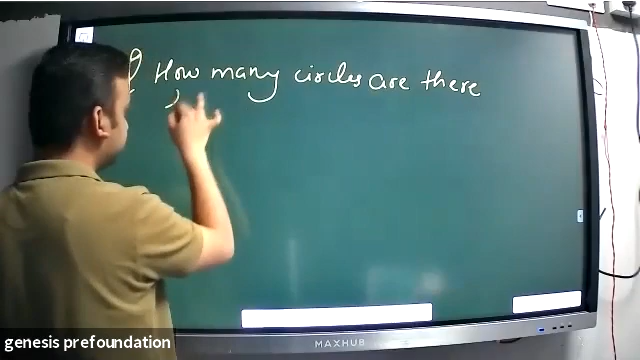 How many circles are there
MAXHUB
genesis prefoundation